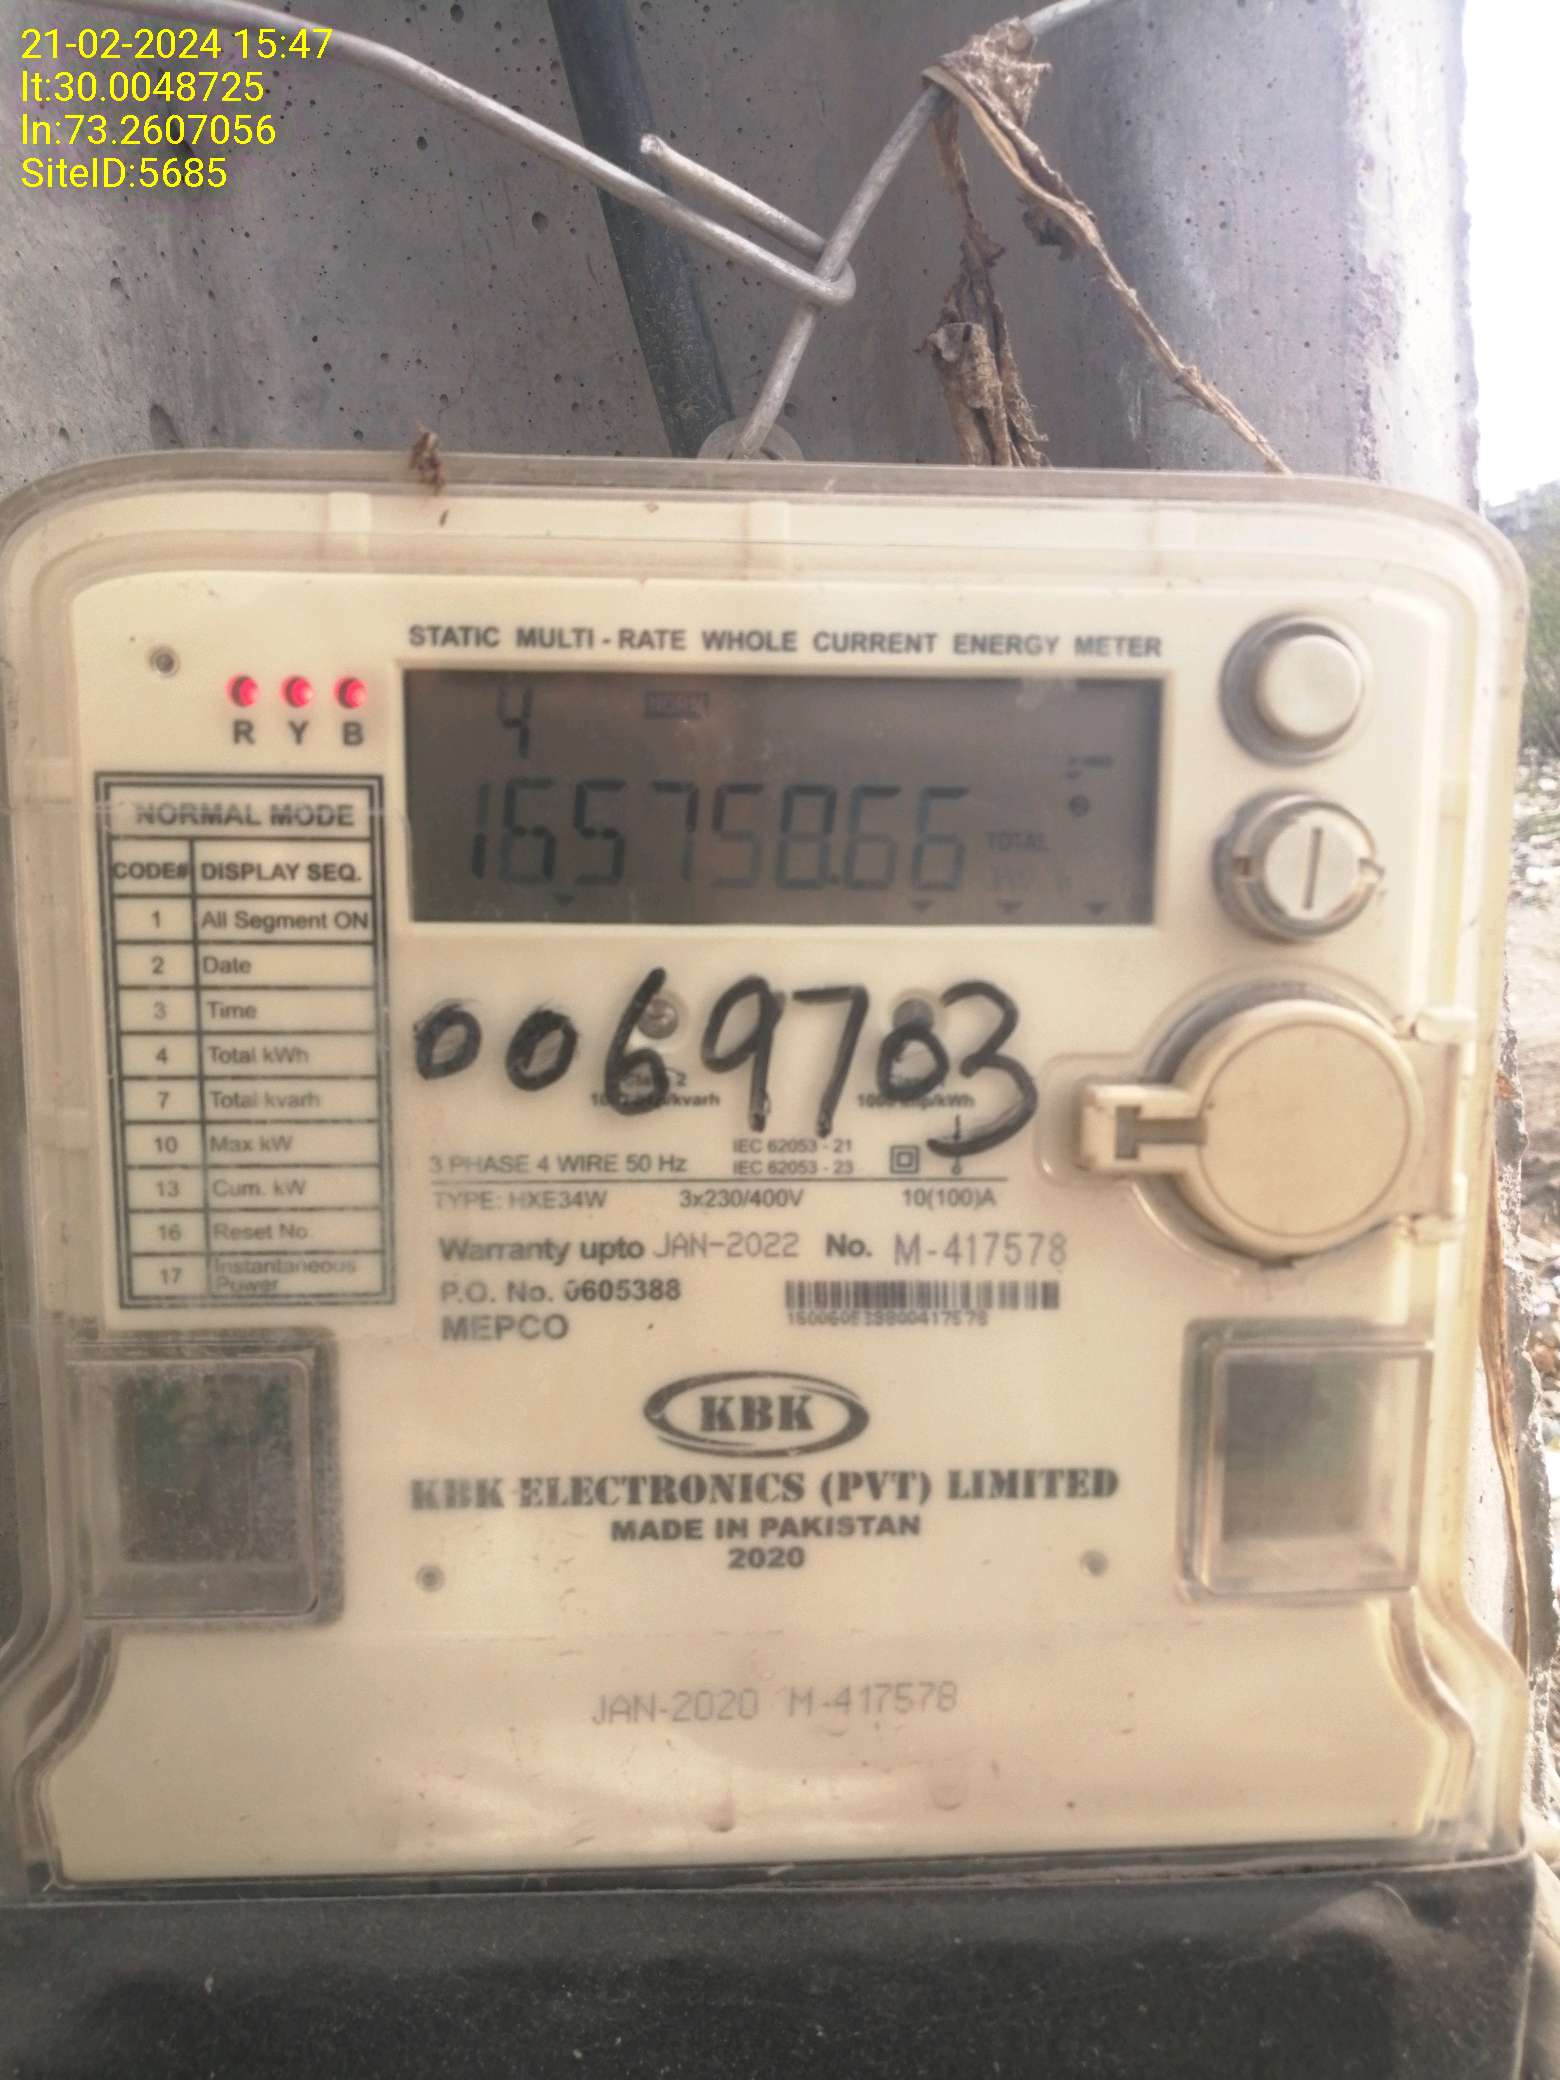 21-02-2024 15:47
lt:30.0048725
ln:73.2607056
SiteID:5685
STATIC MULTI-RATE WHOLE CURRENT ENERGY METER
R Y B
4 NORM
165758.66
TOTAL
NORMAL MODE
CODE# DISPLAY SEQ.
1 All Segment ON
2 Date
3 Time
4 Total kWh
7 Total kvarh
10 Max kW
13 Cum. kW
16 Reset No
17 Instantaneous Power
0069703
3 PHASE 4 WIRE 50 Hz
IEC 62053 - 21
IEC 62053 - 23
TYPE: HXE34W 3x230/400V 10(100)A
Warranty upto JAN-2022 No. M-417578
P.O. No. 0605388
MEPCO
KBK
KBK ELECTRONICS (PVT) LIMITED
MADE IN PAKISTAN
2020
JAN-2020 M-417578